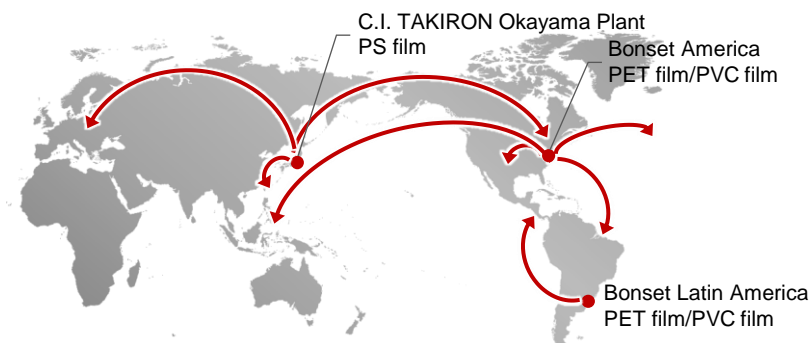 C.I. TAKIRON Okayama Plant
PS film
Bonset America
PET film/PVC film
Bonset Latin America
PET film/PVC film